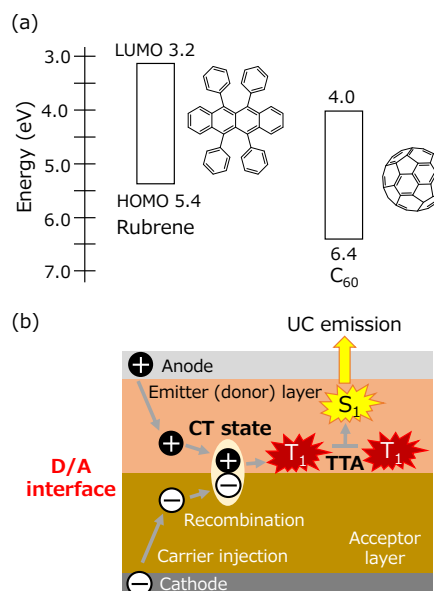 (a)
LUMO 3.2
3.0
4.0
4.0
5.0
6.0
7.0
Energy (eV)
HOMO 5.4
Rubrene
6.4
C60
(b)
UC emission
Anode
Emitter (donor) layer
S1
CT state
T1
T1
TTA
D/A
interface
Recombination
Acceptor
layer
Carrier injection
Cathode